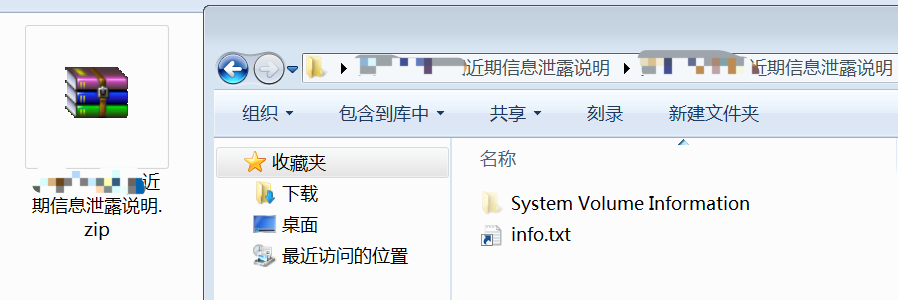 近
期信息泄露说明.
zip
近期信息泄露说明
近期信息泄露说明
组织
包含到库中
共享
刻录
新建文件夹
收藏夹
下载
桌面
最近访问的位置
名称
System Volume Information
info.txt